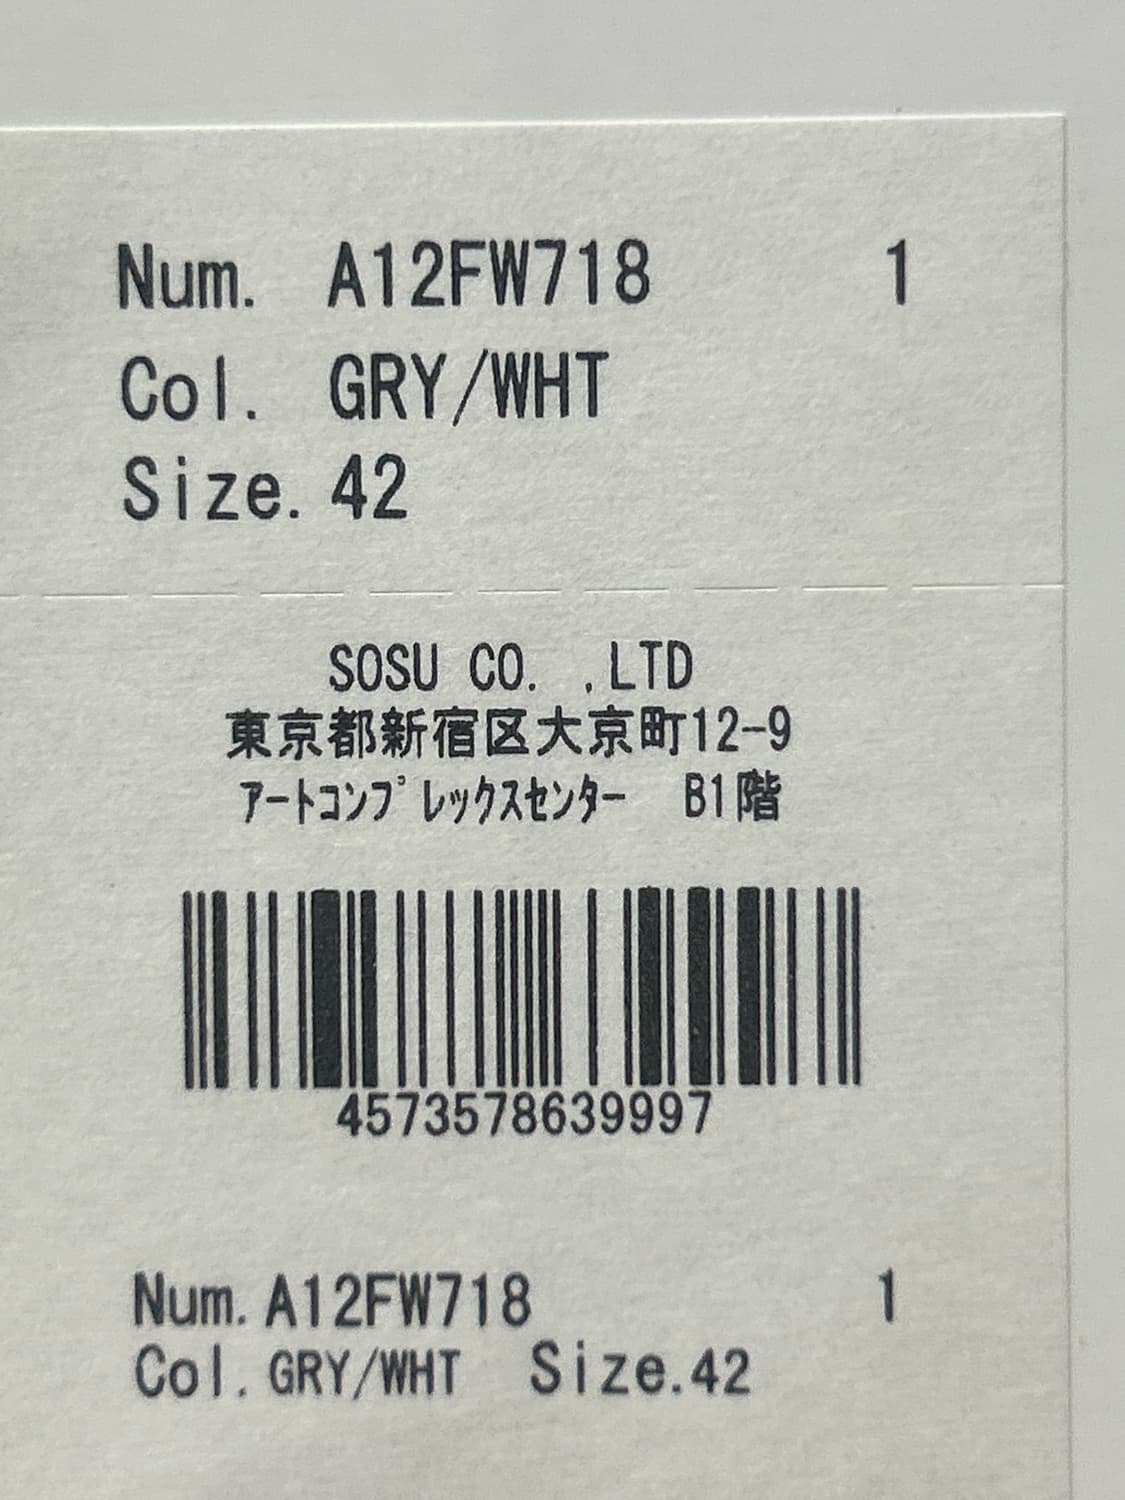 Num. A12FW718 1
Col. GRY/WHT
Size. 42
SOSU CO. ,LTD
東京都新宿区大京町12-9
ｱｰﾄｺﾝﾌﾟﾚｯｸｽｾﾝﾀｰ B1階
4573578639997
Num. A12FW718 1
Col. GRY/WHT Size. 42